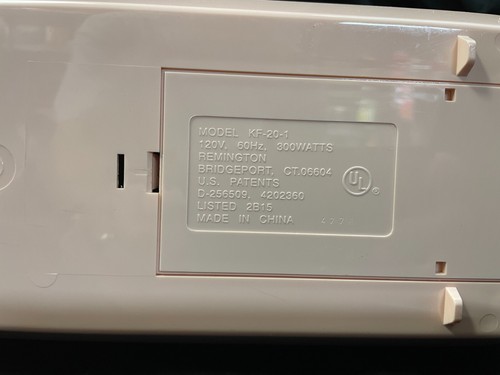 MODEL KF-20-1
120V, 60Hz, 300WATTS
REMINGTON
BRIDGEPORT, CT.06604
U.S. PATENTS
D-256509, 4202360
LISTED 2B15
MADE IN CHINA
UL ®